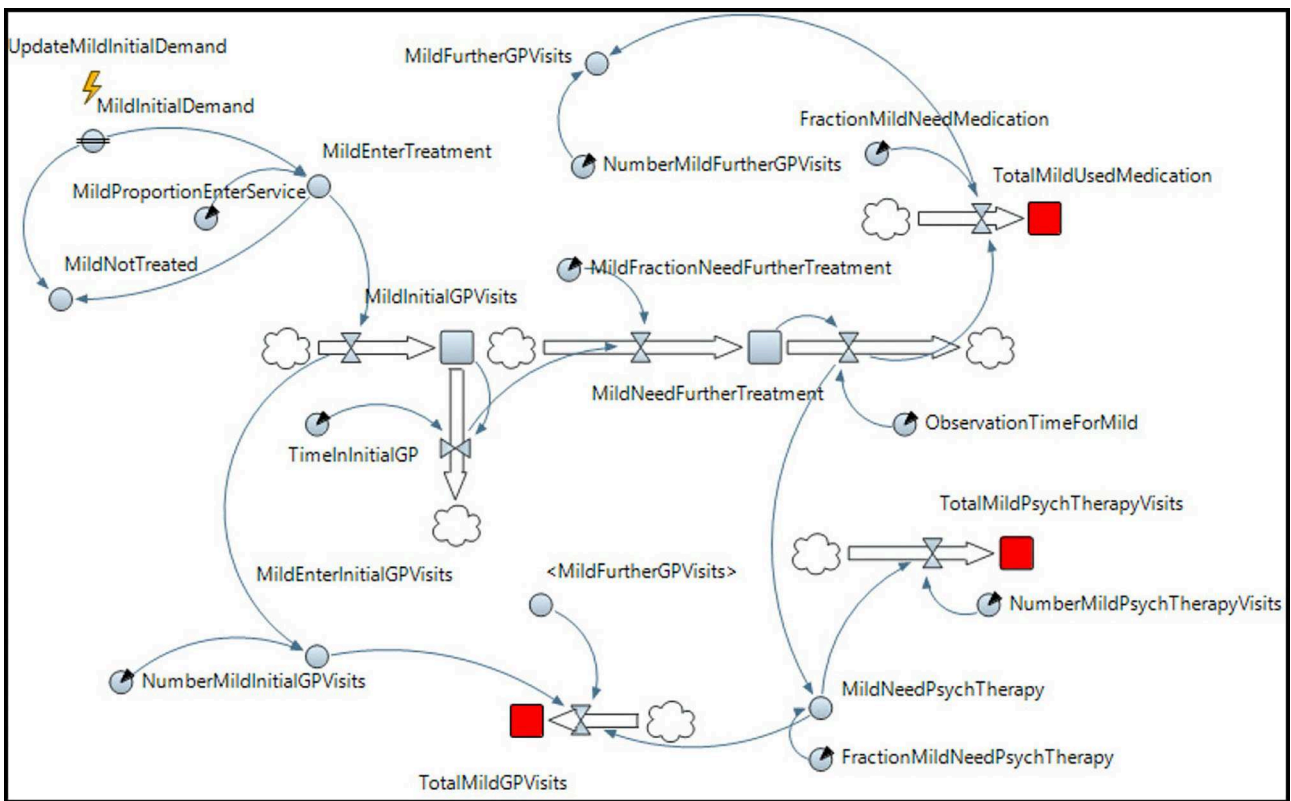 UpdateMildInitialDemand
MildFurtherGPVisits
MildInitialDemand
FractionMildNeedMedication
MildEnterTreatment
NumberMildFurtherGPVisits
TotalMildUsedMedication
MildProportionEnterService
MildNotTreated
MildFractionNeedFurtherTreatment
MildInitialGPVisits
MildNeedFurtherTreatment
ObservationTimeForMild
TimeInInitialGP
TotalMildPsychTherapyVisits
MildEnterInitialGPVisits
<MildFurtherGPVisits>
NumberMildPsychTherapyVisits
NumberMildInitialGPVisits
MildNeedPsychTherapy
FractionMildNeedPsychTherapy
TotalMildGPVisits